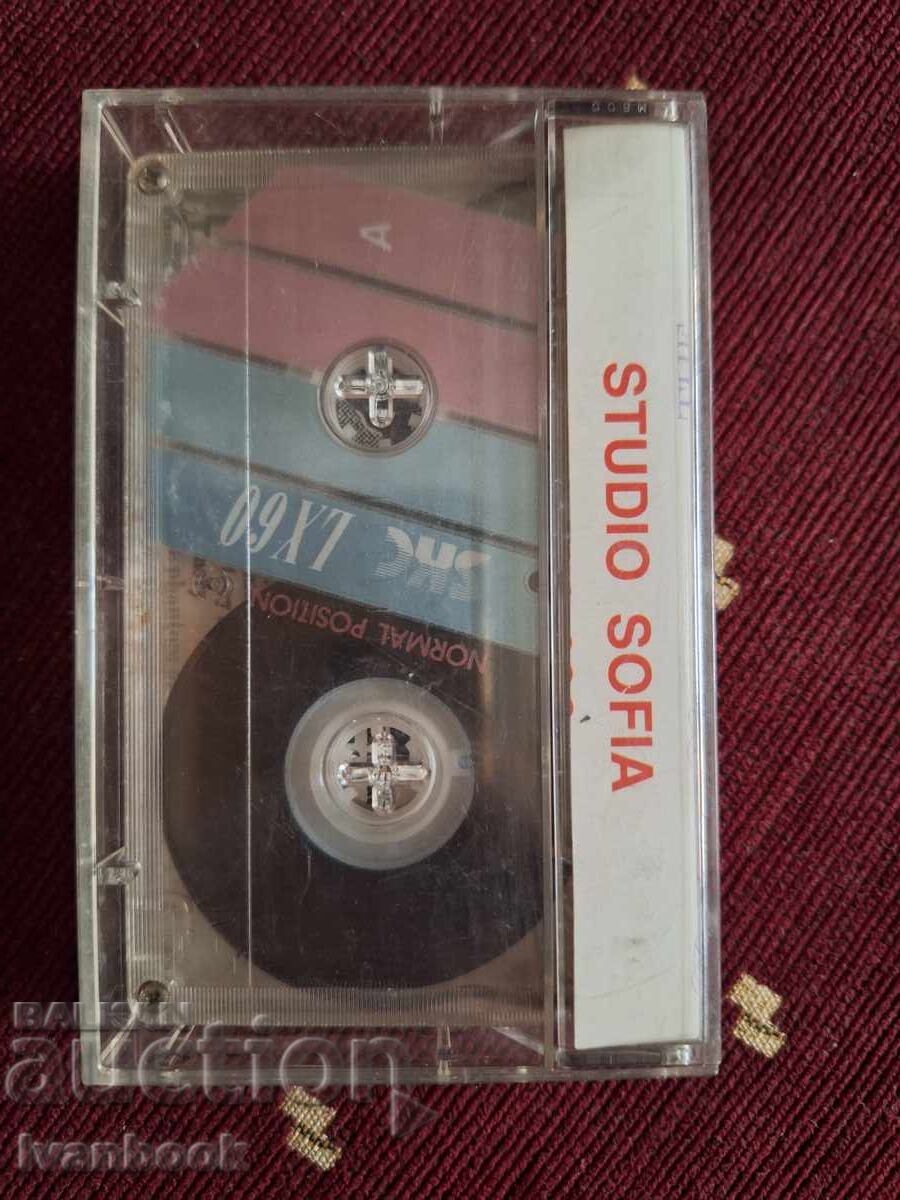 A
SKC LX60
NORMAL POSITION
STUDIO SOFIA
BALKAN
auction
Ivanbook